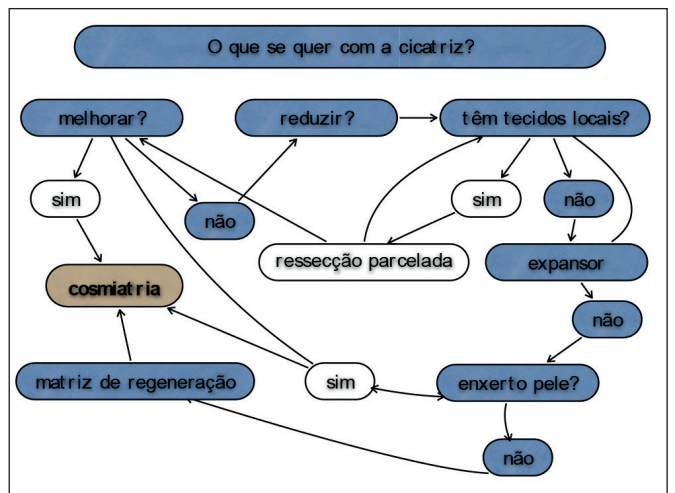 O que se quer com a cicatriz?
melhorar?
reduzir?
têm tecidos locais?
sim
não
sim
não
ressecção parcelada
expansor
cosmiatria
não
matriz de regeneração
sim
enxerto pele?
não